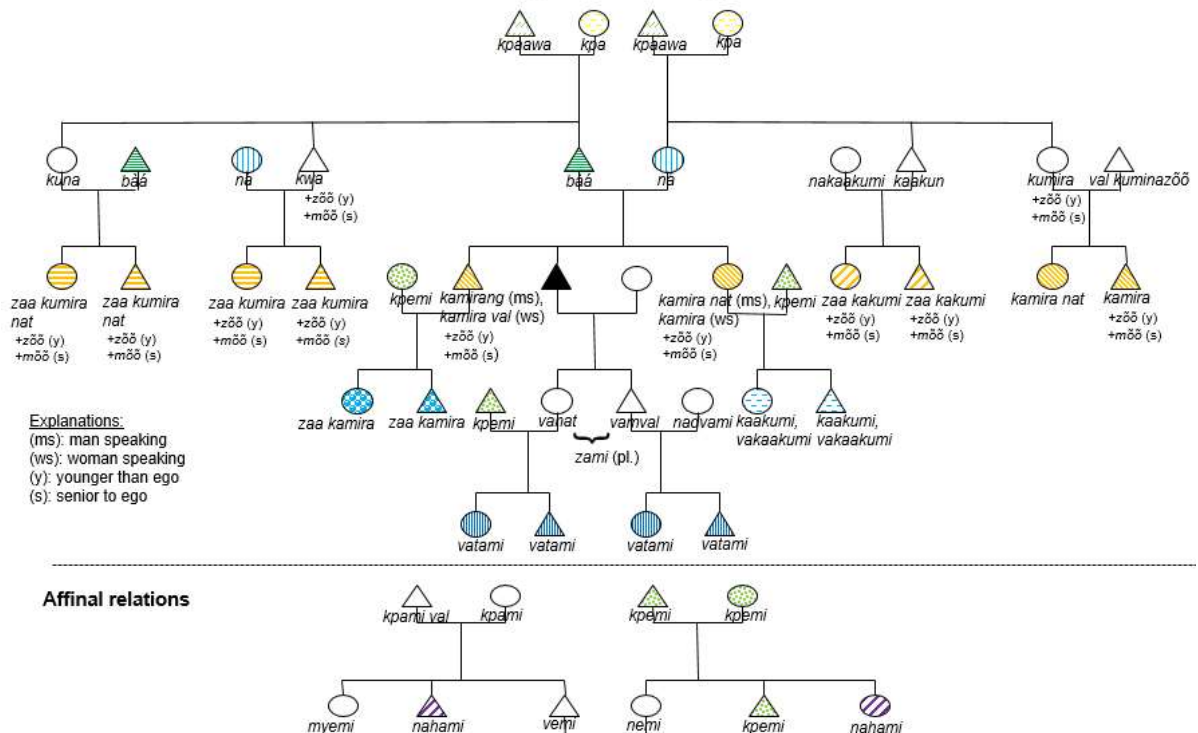 kpaawa kpa kpaawa kpa
kuna bàá na kwa bàá na nakaakumi kaakun kumira val kuminazõõ
+zõõ (y)
+mõõ (s)
+zõõ (y)
+mõõ (s)
zaa kumira nat
+zõõ (y)
+mõõ (s)
zaa kumira nat
+zõõ (y)
+mõõ (s)
zaa kumira
+zõõ (y)
+mõõ (s)
zaa kumira
+zõõ (y)
+mõõ (s)
kpemi
kamirang (ms),
kamira val (ws)
+zõõ (y)
+mõõ (s)
kamira nat (ms),
kamira (ws)
+zõõ (y)
+mõõ (s)
kpemi
zaa kakumi
+zõõ (y)
+mõõ (s)
zaa kakumi
+zõõ (y)
+mõõ (s)
kamira nat
kamira
+zõõ (y)
+mõõ (s)
zaa kamira zaa kamira kpemi vanat vamval nadvami
kaakumi,
vakaakumi
kaakumi,
vakaakumi
zami (pl.)
Explanations:
(ms): man speaking
(ws): woman speaking
(y): younger than ego
(s): senior to ego
vatami vatami vatami vatami
Affinal relations
kpami val kpami kpemi kpemi
myemi nahami vemi nemi kpemi nahami